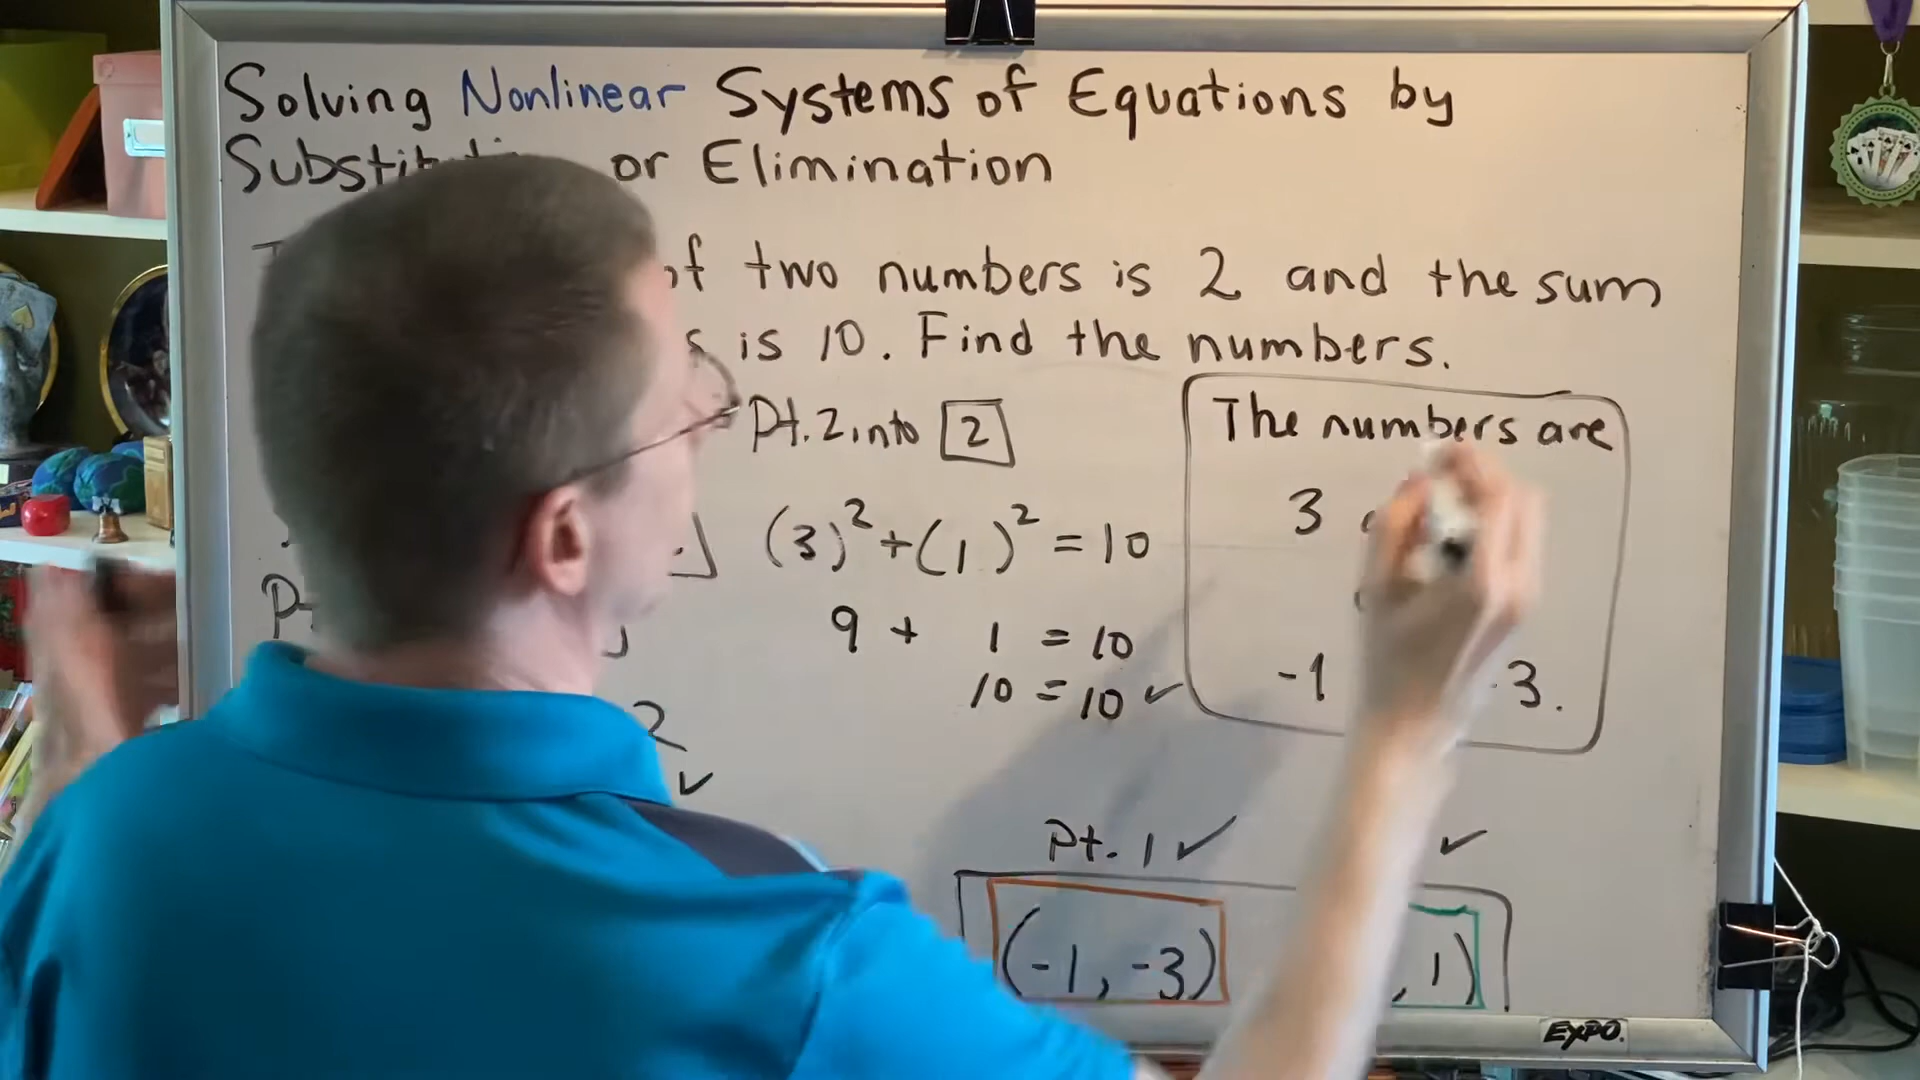 Solving Nonlinear Systems of Equations by
or Elimination
two numbers is 2 and the sum
is 10. Find the numbers.
Pt. 2 into 2
(3)² + (1)² = 10
9 + 1 = 10
10 = 10 ✓
2
✓
The numbers are
3
-1 -3.
Pt. 1 ✓ ✓
(-1, -3) , 1)
EXPO.